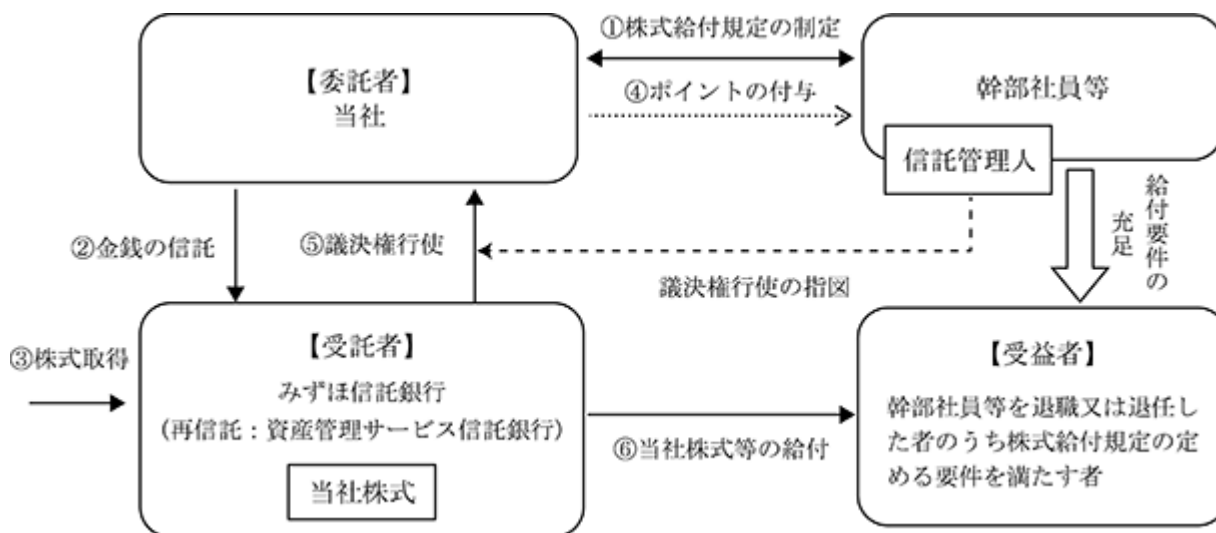 ①株式給付規定の制定
【委託者】
当社
④ポイントの付与
幹部社員等
信託管理人
②金銭の信託
⑤議決権行使
議決権行使の指図
給付要件の
充足
③株式取得
【受託者】
みずほ信託銀行
(再信託：資産管理サービス信託銀行)
当社株式
⑥当社株式等の給付
【受益者】
幹部社員等を退職又は退任し
た者のうち株式給付規定の定
める要件を満たす者